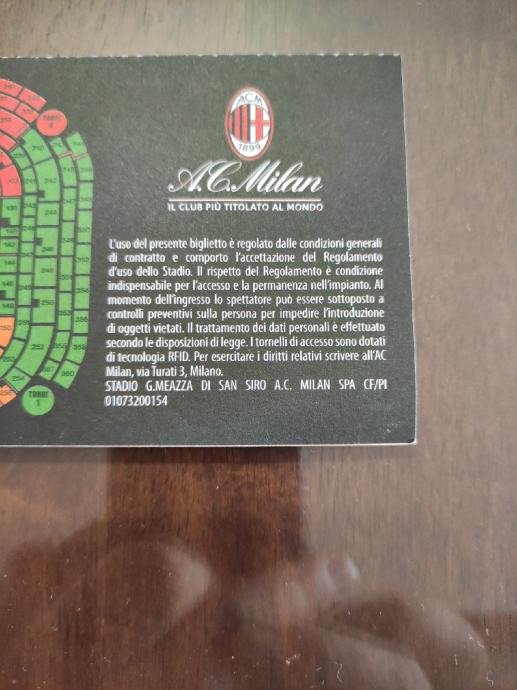 ACM
1899
A.C. Milan
IL CLUB PIÙ TITOLATO AL MONDO
L'uso del presente biglietto è regolato dalle condizioni generali
di contratto e comporto l'accettazione del Regolamento
d'uso dello Stadio. Il rispetto del Regolamento è condizione
indispensabile per l'accesso e la permanenza nell'impianto. Al
momento dell'ingresso lo spettatore può essere sottoposto a
controlli preventivi sulla persona per impedire l'introduzione
di oggetti vietati. Il trattamento dei dati personali è effettuato
secondo le disposizioni di legge. I tornelli di accesso sono dotati
di tecnologia RFID. Per esercitare i diritti relativi scrivere all'AC
Milan, via Turati 3, Milano.
STADIO G.MEAZZA DI SAN SIRO A.C. MILAN SPA CF/PI
01073200154
TORRE
TORRE
1